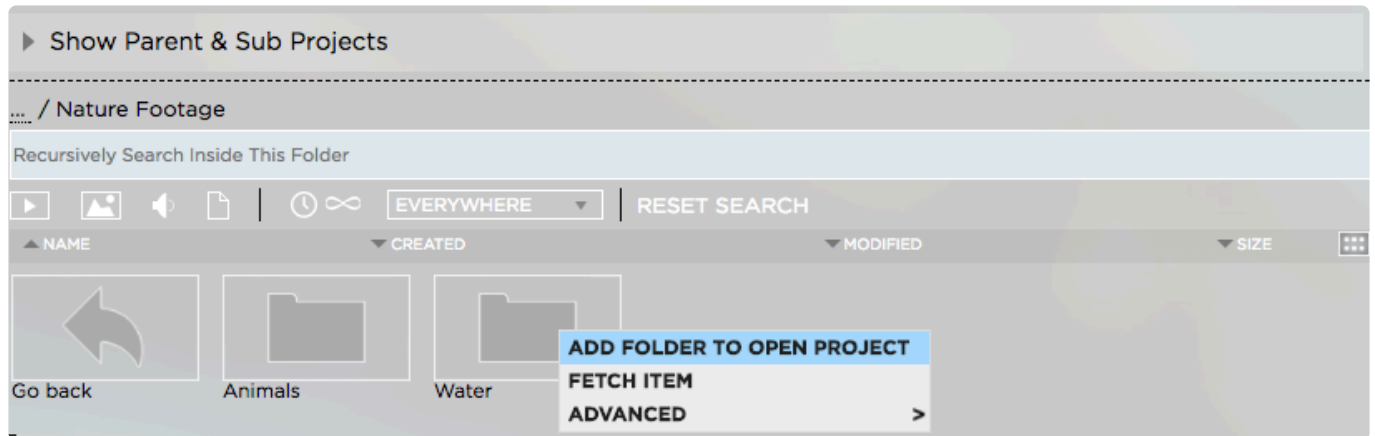 Show Parent & Sub Projects
... / Nature Footage
Recursively Search Inside This Folder
EVERYWHERE RESET SEARCH
NAME CREATED MODIFIED SIZE
ADD FOLDER TO OPEN PROJECT
FETCH ITEM
ADVANCED >
Go back Animals Water